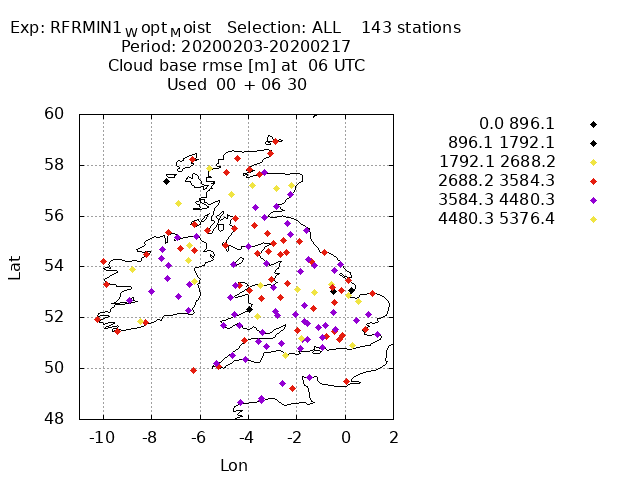 Exp: RFRMIN1WoptMoist Selection: ALL 143 stations
Period: 20200203-20200217
Cloud base rmse [m] at 06 UTC
Used 00 + 06 30
0.0 896.1
896.1 1792.1
1792.1 2688.2
2688.2 3584.3
3584.3 4480.3
4480.3 5376.4
Lat
60
58
56
54
52
50
48
-10 -8 -6 -4 -2 0 2
Lon